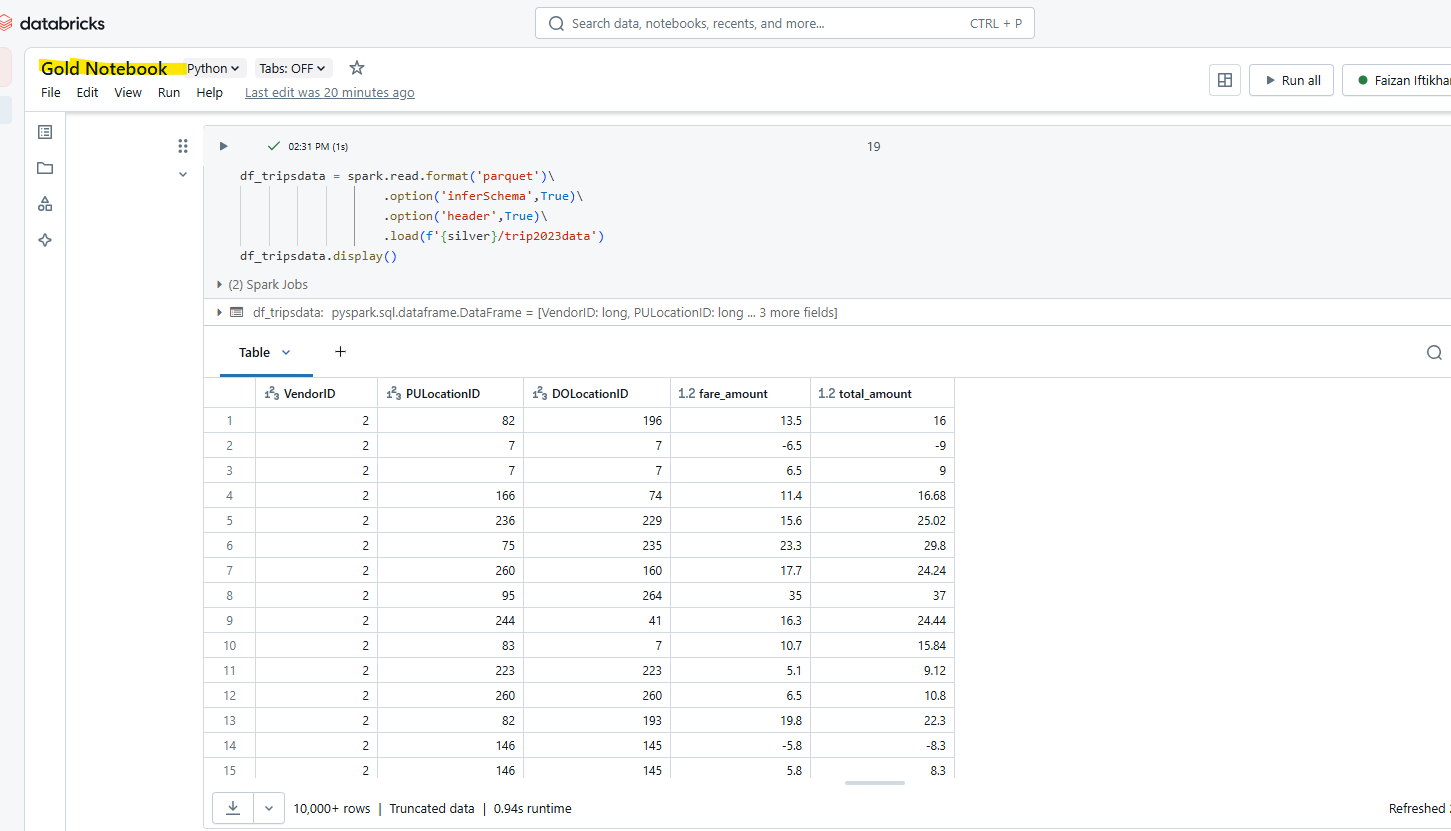 databricks
Search data, notebooks, recents, and more...
CTRL + P
Gold Notebook Python Tabs: OFF
Run all
Faizan Iftikhar
File Edit View Run Help Last edit was 20 minutes ago
02:31 PM (1s)
19
df_tripsdata = spark.read.format('parquet')\
.option('inferSchema',True)\
.option('header',True)\
.load(f'{silver}/trip2023data')
df_tripsdata.display()
(2) Spark Jobs
df_tripsdata: pyspark.sql.dataframe.DataFrame = [VendorID: long, PULocationID: long ... 3 more fields]
Table +
VendorID PULocationID DOLocationID 1.2 fare_amount 1.2 total_amount
1 2 82 196 13.5 16
2 2 7 7 -6.5 -9
3 2 7 7 6.5 9
4 2 166 74 11.4 16.68
5 2 236 229 15.6 25.02
6 2 75 235 23.3 29.8
7 2 260 160 17.7 24.24
8 2 95 264 35 37
9 2 244 41 16.3 24.44
10 2 83 7 10.7 15.84
11 2 223 223 5.1 9.12
12 2 260 260 6.5 10.8
13 2 82 193 19.8 22.3
14 2 146 145 -5.8 -8.3
15 2 146 145 5.8 8.3
10,000+ rows | Truncated data | 0.94s runtime
Refreshed